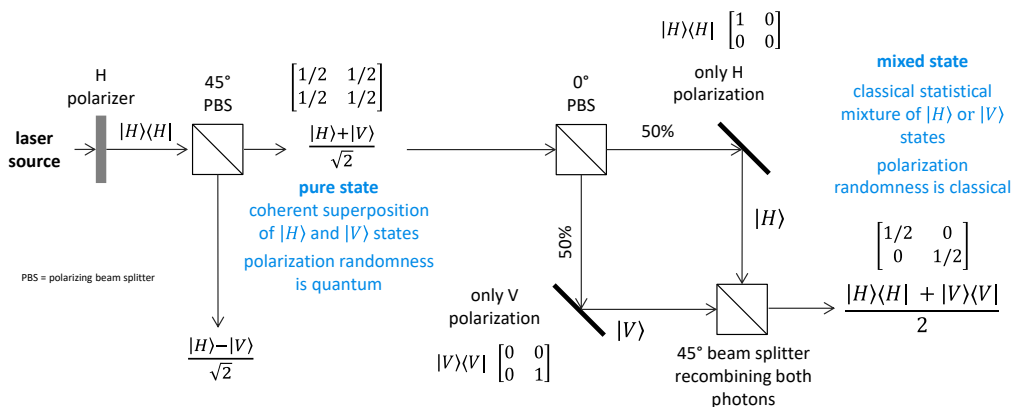 H
polarizer
laser
source
|H⟩⟨H|
45°
PBS
[1/2 1/2]
[1/2 1/2]
|H⟩+|V⟩
√2
pure state
coherent superposition
of |H⟩ and |V⟩ states
polarization randomness
is quantum
PBS = polarizing beam splitter
|H⟩−|V⟩
√2
0°
PBS
50%
50%
|H⟩⟨H| [1 0]
[0 0]
only H
polarization
|H⟩
only V
polarization
|V⟩⟨V| [0 0]
[0 1]
|V⟩
45° beam splitter
recombining both
photons
mixed state
classical statistical
mixture of |H⟩ or |V⟩
states
polarization
randomness is classical
[1/2 0]
[0 1/2]
|H⟩⟨H| + |V⟩⟨V|
2